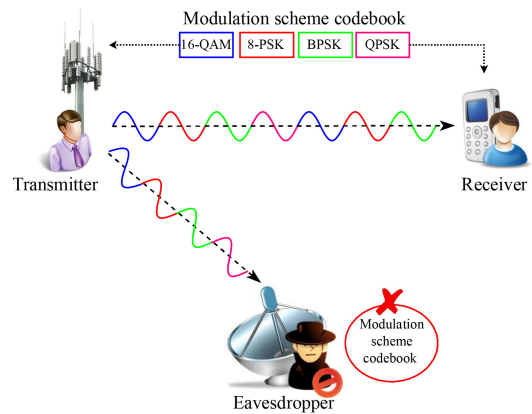 Modulation scheme codebook
16-QAM 8-PSK BPSK QPSK
Transmitter
Receiver
Modulation
scheme
codebook
Eavesdropper